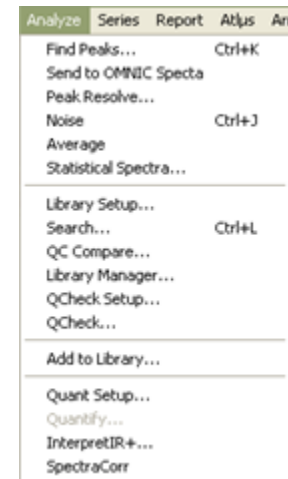 Analyze Series Report Atlμs
Find Peaks... Ctrl+K
Send to OMNIC Specta
Peak Resolve...
Noise Ctrl+J
Average
Statistical Spectra...
Library Setup...
Search... Ctrl+L
QC Compare...
Library Manager...
QCheck Setup...
QCheck...
Add to Library...
Quant Setup...
Quantify...
InterpretIR+...
SpectraCorr